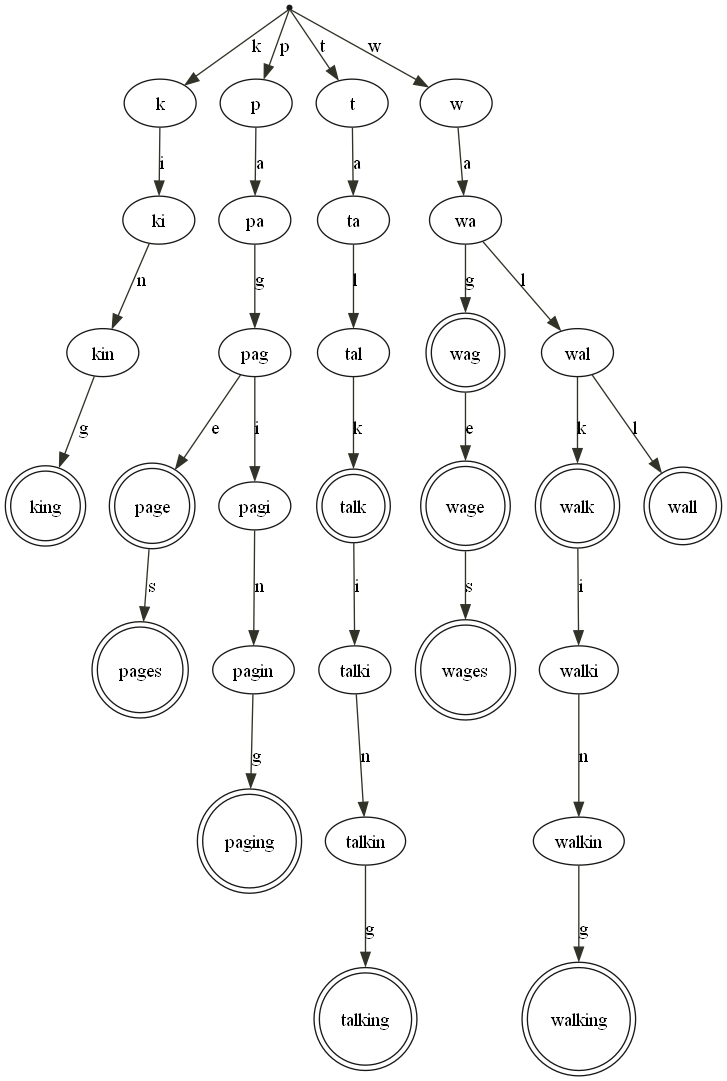 k p t w
k p t w
i a a a
ki pa ta wa
n g l g l
kin pag tal wag wal
g e i k e k l
king page pagi talk wage walk wall
s n i s i
pages pagin talki wages walki
g n n
paging talkin walkin
g g
talking walking